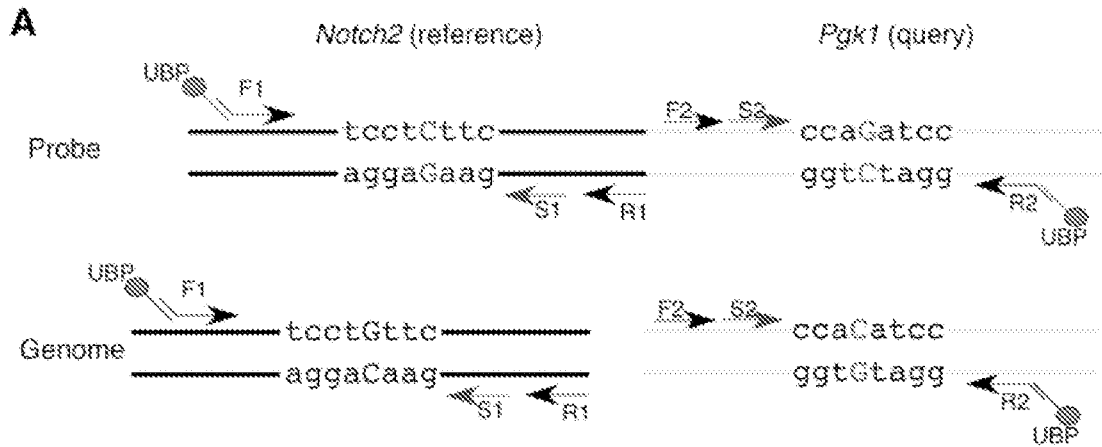 A
Notch2 (reference) Pgk1 (query)
UBP F1
F2 S2
Probe
tcctCttc ccaGatcc
aggaGaag ggtCtagg
S1 R1 R2
UBP
UBP F1
F2 S2
Genome
tcctGttc ccaCatcc
aggaCaag ggtGtagg
S1 R1 R2
UBP